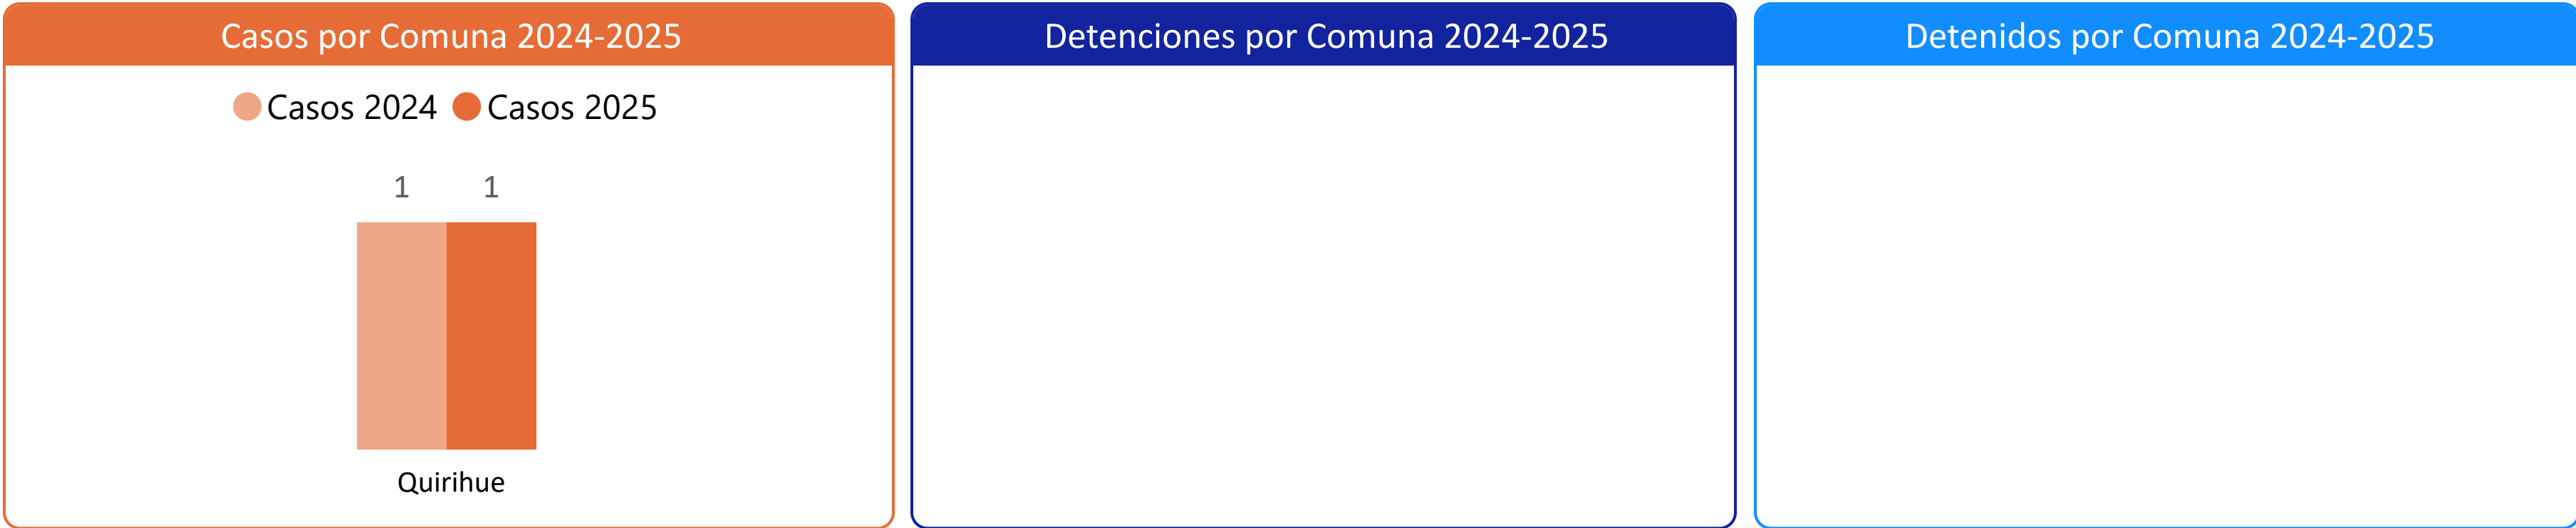 Casos por Comuna 2024-2025
Casos 2024 Casos 2025
1 1
Quirihue
Detenciones por Comuna 2024-2025
Detenidos por Comuna 2024-2025